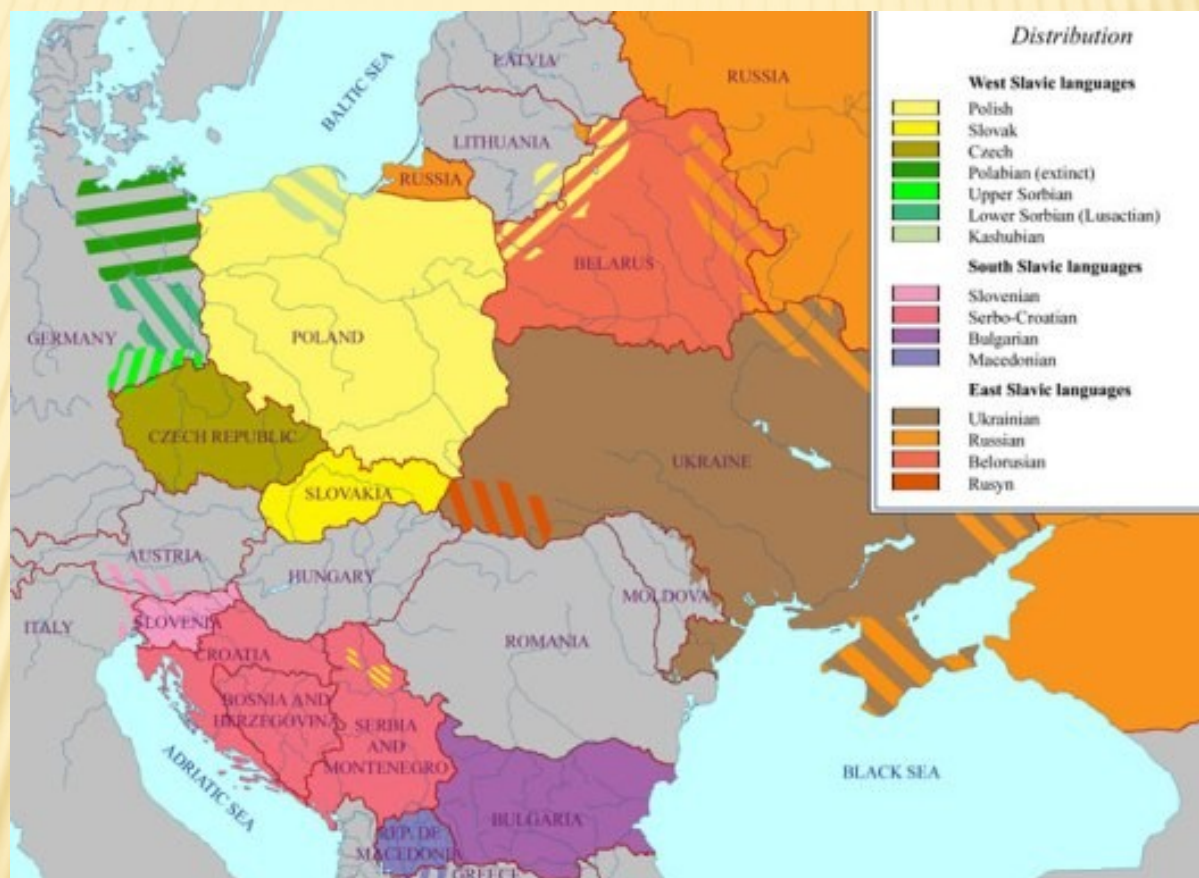 Distribution
West Slavic languages
Polish
Slovak
Czech
Polabian (extinct)
Upper Sorbian
Lower Sorbian (Lusactian)
Kashubian
South Slavic languages
Slovenian
Serbo-Croatian
Bulgarian
Macedonian
East Slavic languages
Ukrainian
Russian
Belorusian
Rusyn
LATVIA
RUSSIA
BALTIC SEA
LITHUANIA
RUSSIA
BELARUS
GERMANY
POLAND
CZECH REPUBLIC
UKRAINE
SLOVAKIA
AUSTRIA
HUNGARY
MOLDOVA
ITALY
SLOVENIA
ROMANIA
CROATIA
BOSNIA AND
HERZEGOVINA
SERBIA
AND
MONTENEGRO
ADRIATIC SEA
BLACK SEA
BULGARIA
REP. DE
MACEDONIA
GREECE